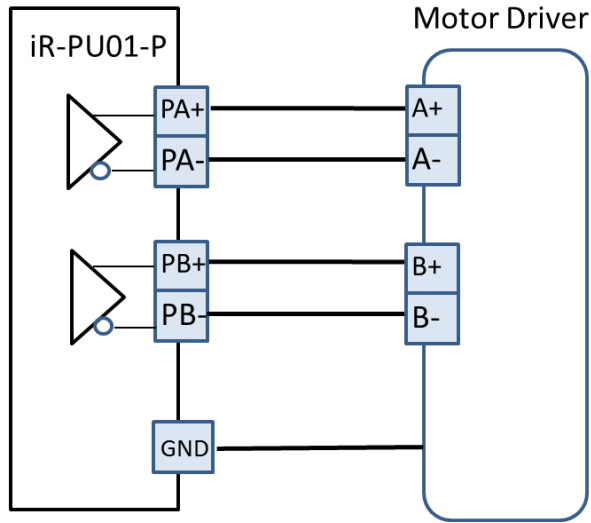 Motor Driver
iR-PU01-P
PA+
A+
PA-
A-
PB+
B+
PB-
B-
GND